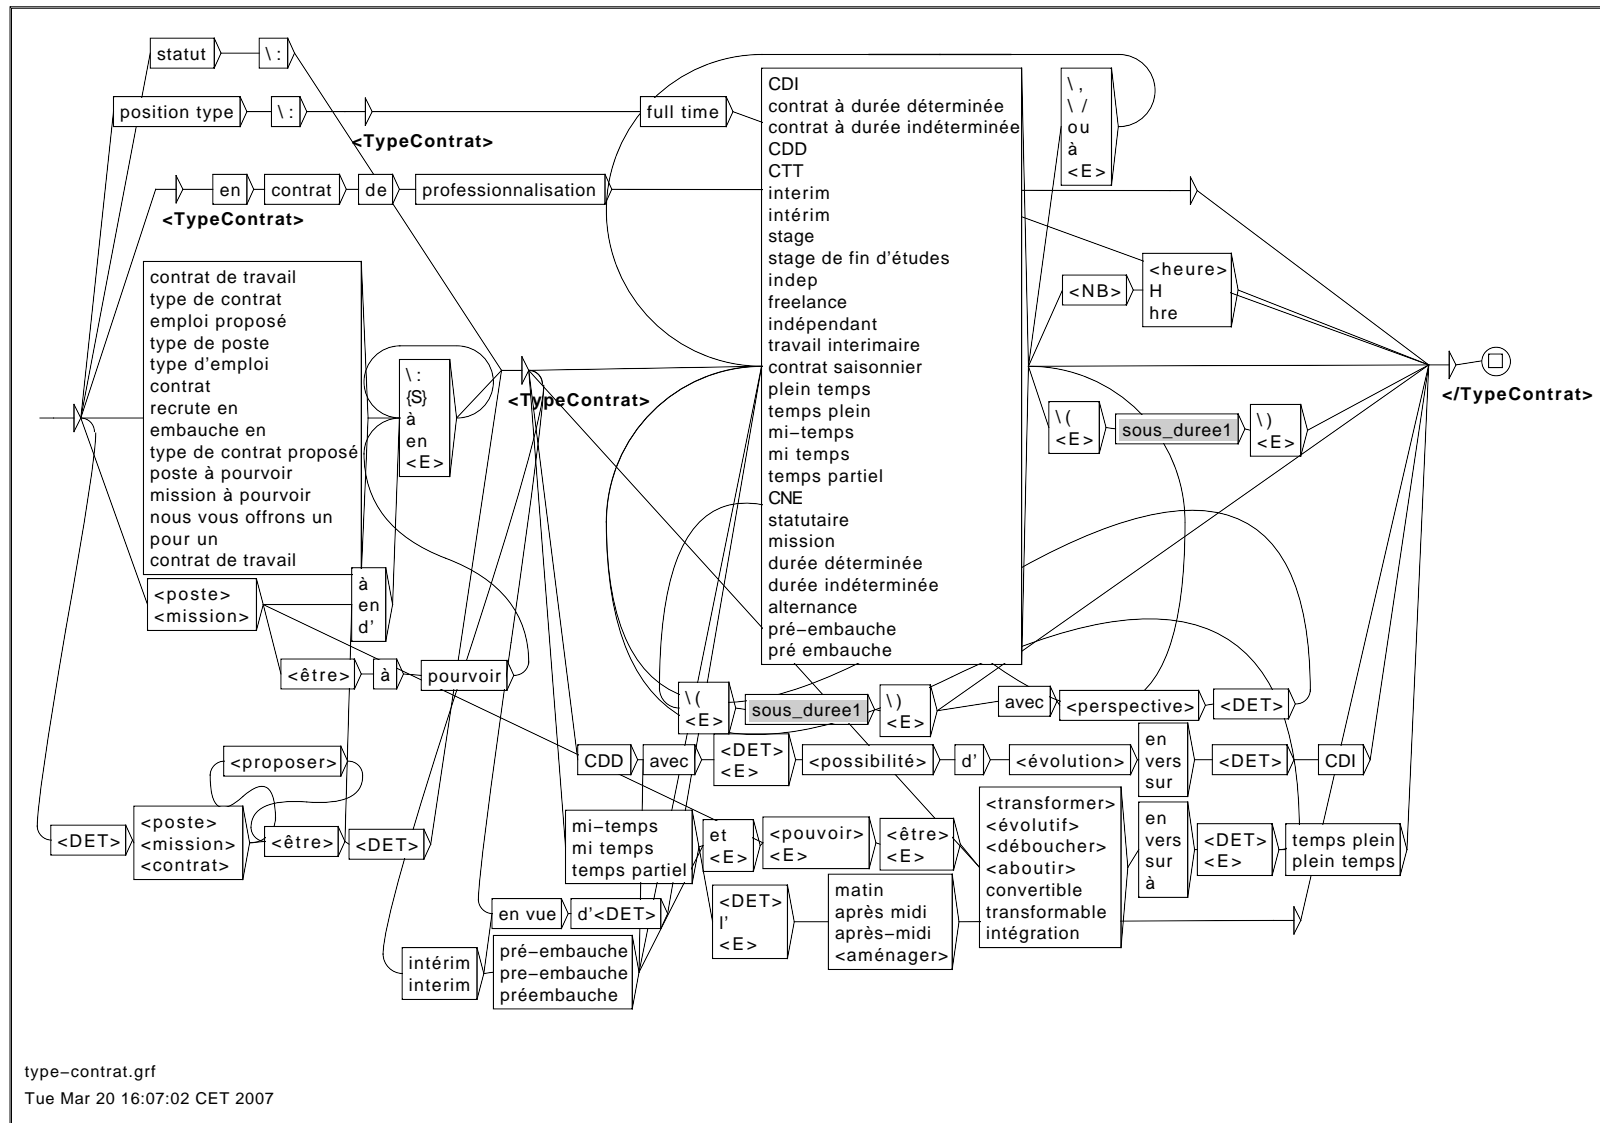 statut
\ :
position type
\ :
<TypeContrat>
full time
en
contrat
de
professionnalisation
<TypeContrat>
contrat de travail
type de contrat
emploi proposé
type de poste
type d'emploi
contrat
recrute en
embauche en
type de contrat proposé
poste à pourvoir
mission à pourvoir
nous vous offrons un
pour un
contrat de travail
\ :
{S}
à
en
<E>
<TypeContrat>
<poste>
<mission>
à
en
d'
<être>
à
pourvoir
CDI
contrat à durée déterminée
contrat à durée indéterminée
CDD
CTT
interim
intérim
stage
stage de fin d'études
indep
freelance
indépendant
travail interimaire
contrat saisonnier
plein temps
temps plein
mi-temps
mi temps
temps partiel
CNE
statutaire
mission
durée déterminée
durée indéterminée
alternance
pré-embauche
pré embauche
\ ,
\ /
ou
à
<E>
<NB>
<heure>
H
hre
\ (
<E>
sous_duree1
\ )
<E>
</TypeContrat>
\ (
<E>
sous_duree1
\ )
<E>
avec
<perspective>
<DET>
CDD
avec
<DET>
<E>
<possibilité>
d'
<évolution>
en
vers
sur
<DET>
CDI
<proposer>
<DET>
<poste>
<mission>
<contrat>
<être>
<DET>
mi-temps
mi temps
temps partiel
et
<E>
<pouvoir>
<E>
<être>
<E>
<transformer>
<évolutif>
<déboucher>
<aboutir>
convertible
transformable
intégration
en
vers
sur
à
<DET>
<E>
temps plein
plein temps
<DET>
l'
<E>
matin
après midi
après-midi
<aménager>
en vue
d'<DET>
intérim
interim
pré-embauche
pre-embauche
préembauche
type-contrat.grf
Tue Mar 20 16:07:02 CET 2007